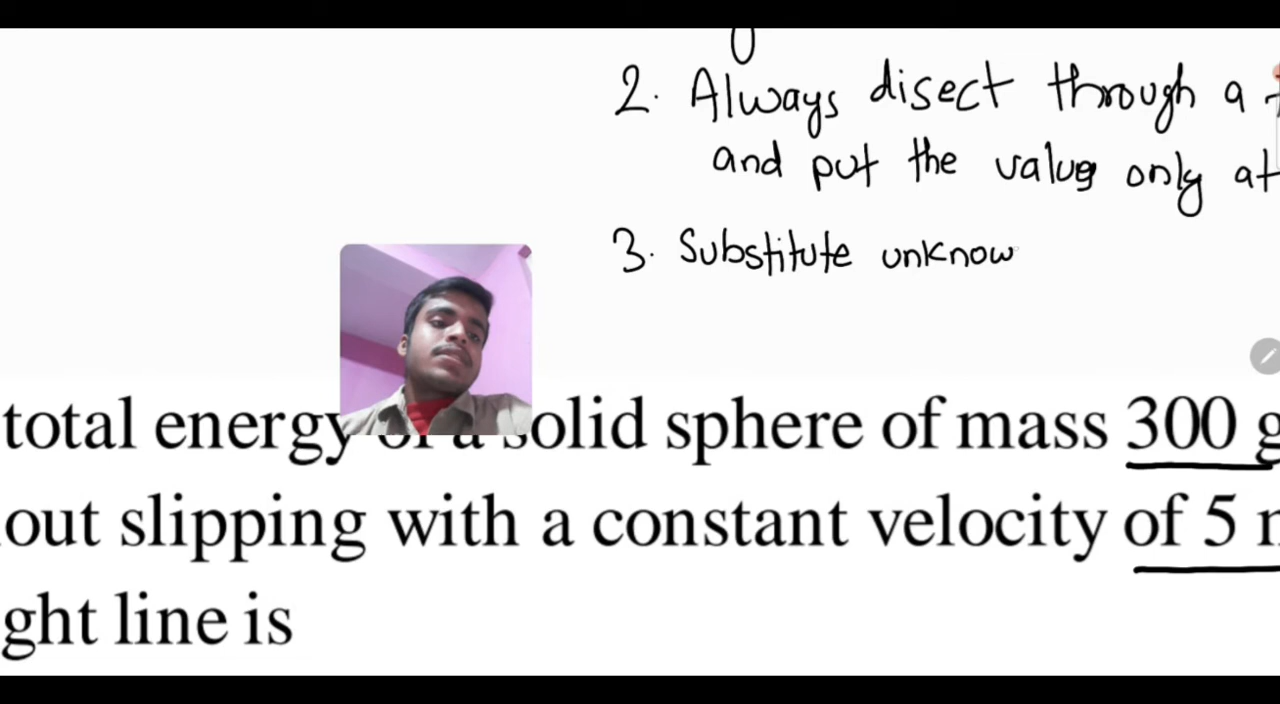 2. Always disect through a
and put the value only at
3. Substitute unknow
total energy of a solid sphere of mass 300 g
out slipping with a constant velocity of 5
ght line is